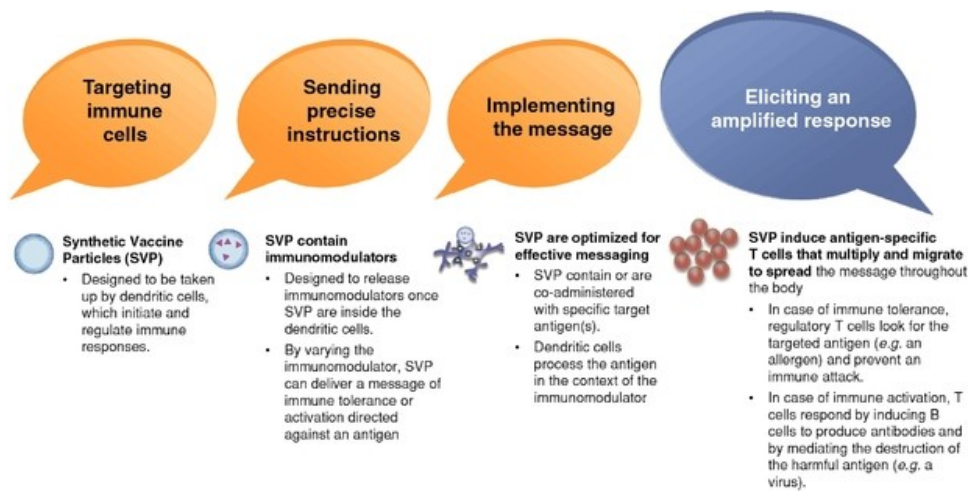 Targeting
immune
cells
Sending
precise
instructions
Implementing
the message
Eliciting an
amplified response
Synthetic Vaccine
Particles (SVP)
• Designed to be taken
up by dendritic cells,
which initiate and
regulate immune
responses.
SVP contain
immunomodulators
• Designed to release
immunomodulators once
SVP are inside the
dendritic cells.
• By varying the
immunomodulator, SVP
can deliver a message of
immune tolerance or
activation directed
against an antigen
SVP are optimized for
effective messaging
• SVP contain or are
co-administered
with specific target
antigen(s).
• Dendritic cells
process the antigen
in the context of the
immunomodulator
SVP induce antigen-specific
T cells that multiply and migrate
to spread the message throughout
the body
• In case of immune tolerance,
regulatory T cells look for the
targeted antigen (e.g. an
allergen) and prevent an
immune attack.
• In case of immune activation, T
cells respond by inducing B
cells to produce antibodies and
by mediating the destruction of
the harmful antigen (e.g. a
virus).